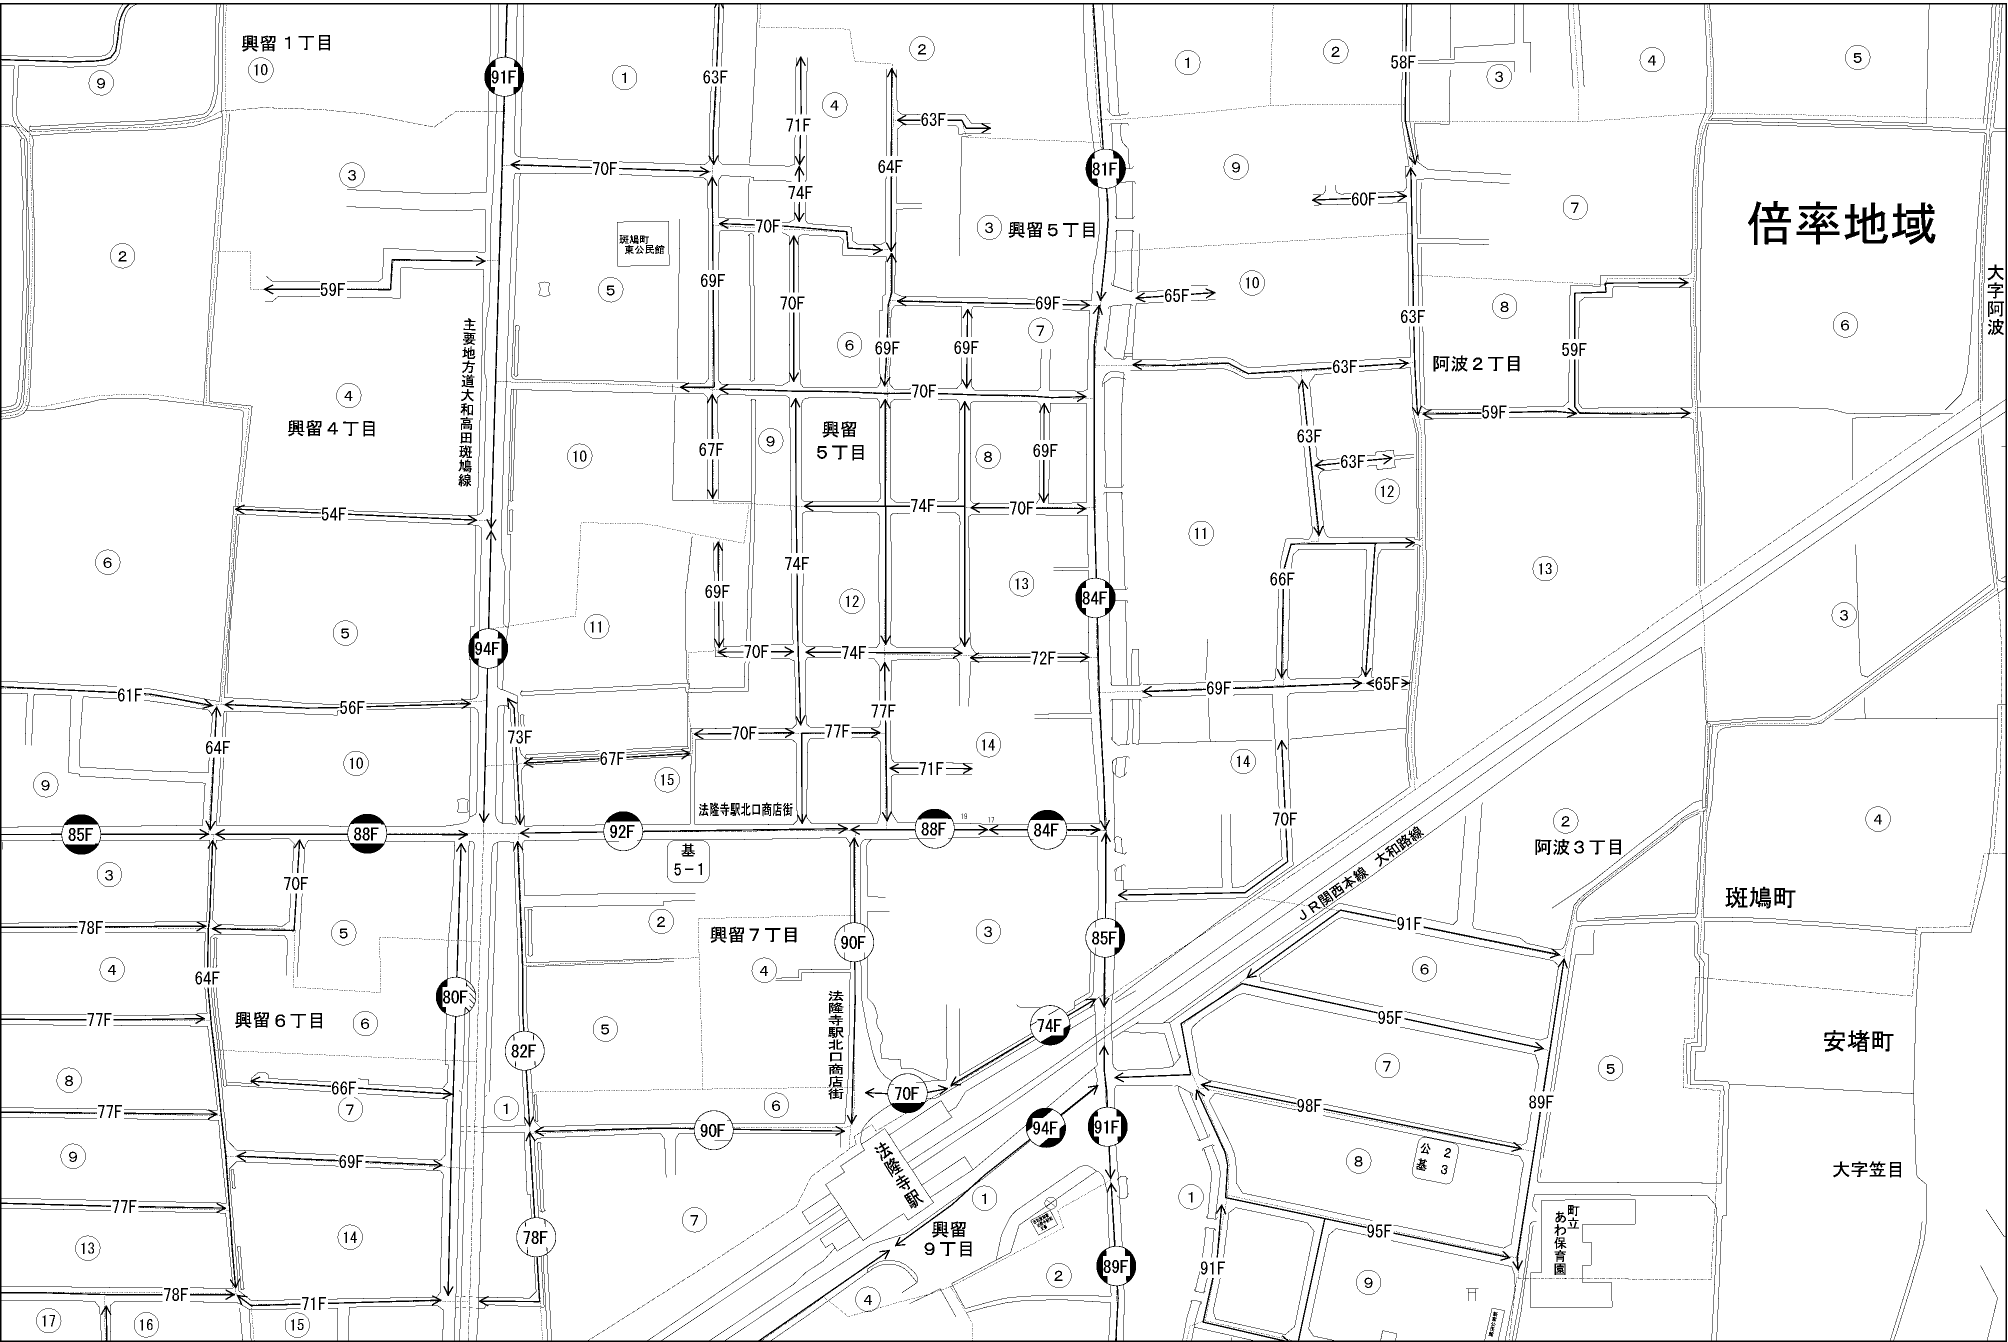 興留１丁目
⑩
⑨
91F
①
63F
②
①
②
58F
③
④
⑤
④
71F
63F
64F
81F
③
70F
74F
⑨
60F
⑦
倍率地域
②
70F
③
興留５丁目
斑鳩町
東公民館
59F
69F
⑤
70F
69F
65F
⑩
63F
⑧
大字阿波
主要地方道大和高田斑鳩線
⑥
69F
69F
⑦
59F
63F
阿波２丁目
⑥
④
興留４丁目
70F
59F
興留
５丁目
⑩
67F
⑨
⑧
69F
63F
63F
⑫
54F
74F
70F
⑪
⑥
69F
74F
⑫
⑬
84F
66F
⑬
⑤
⑪
③
94F
70F
74F
72F
61F
56F
69F
65F
64F
73F
70F
77F
77F
67F
⑮
⑭
71F
⑭
⑨
⑩
法隆寺駅北口商店街
85F
88F
92F
88F
19
17
84F
70F
②
④
阿波３丁目
ＪＲ関西本線　大和路線
基
5－1
③
70F
斑鳩町
78F
⑤
②
興留７丁目
90F
③
85F
91F
④
64F
80F
④
⑥
法隆寺駅北口商店街
77F
興留６丁目
⑥
82F
⑤
74F
95F
安堵町
⑧
66F
⑦
⑤
77F
⑦
①
⑥
70F
98F
89F
90F
94F
91F
公　2
基　3
⑨
69F
法隆寺駅
⑧
大字笠目
①
①
77F
⑦
興留
９丁目
95F
町立
あわ保育園
⑬
⑭
78F
91F
②
89F
⑨
78F
71F
④
⑰
⑯
⑮